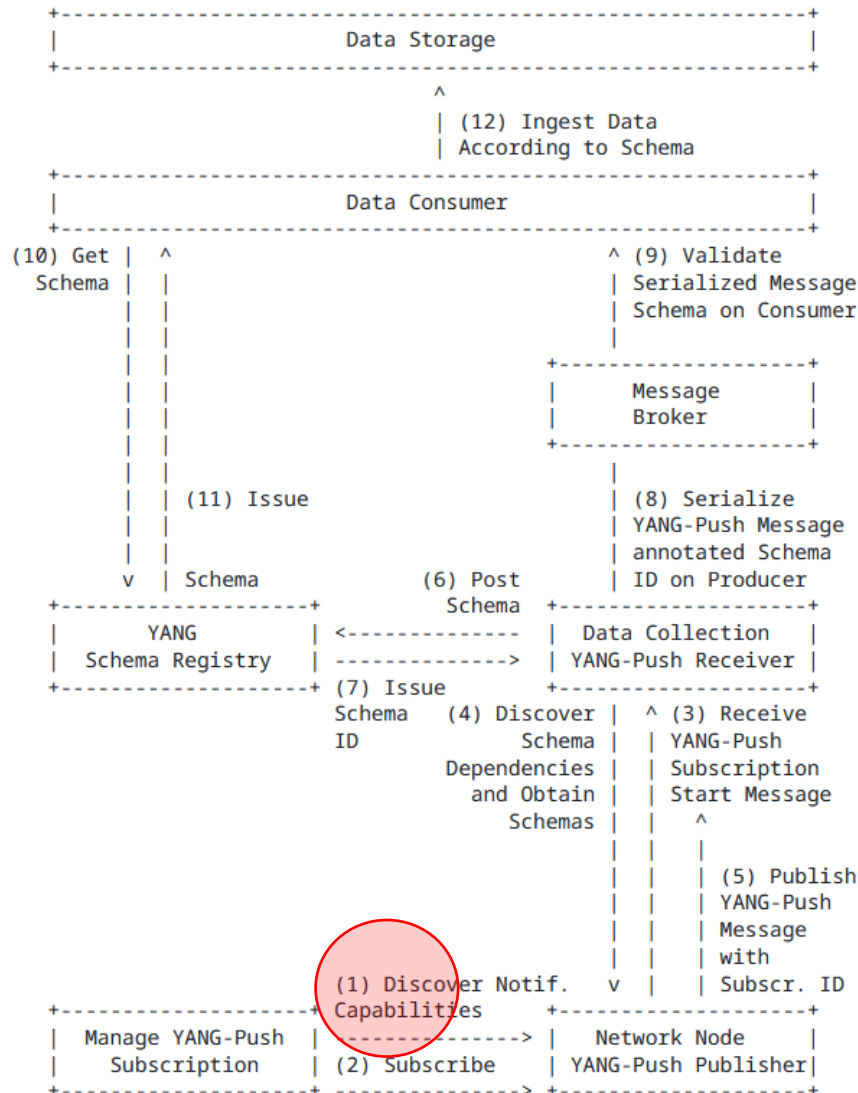 Data Storage
(12) Ingest Data
According to Schema
Data Consumer
(10) Get
Schema
(9) Validate
Serialized Message
Schema on Consumer
Message
Broker
(11) Issue
Schema
(8) Serialize
YANG-Push Message
annotated Schema
ID on Producer
(6) Post
Schema
YANG
Schema Registry
Data Collection
YANG-Push Receiver
(7) Issue
Schema
ID
(4) Discover
Schema
Dependencies
and Obtain
Schemas
(3) Receive
YANG-Push
Subscription
Start Message
(5) Publish
YANG-Push
Message
with
Subscr. ID
(1) Discover Notif.
Capabilities
Manage YANG-Push
Subscription
(2) Subscribe
Network Node
YANG-Push Publisher